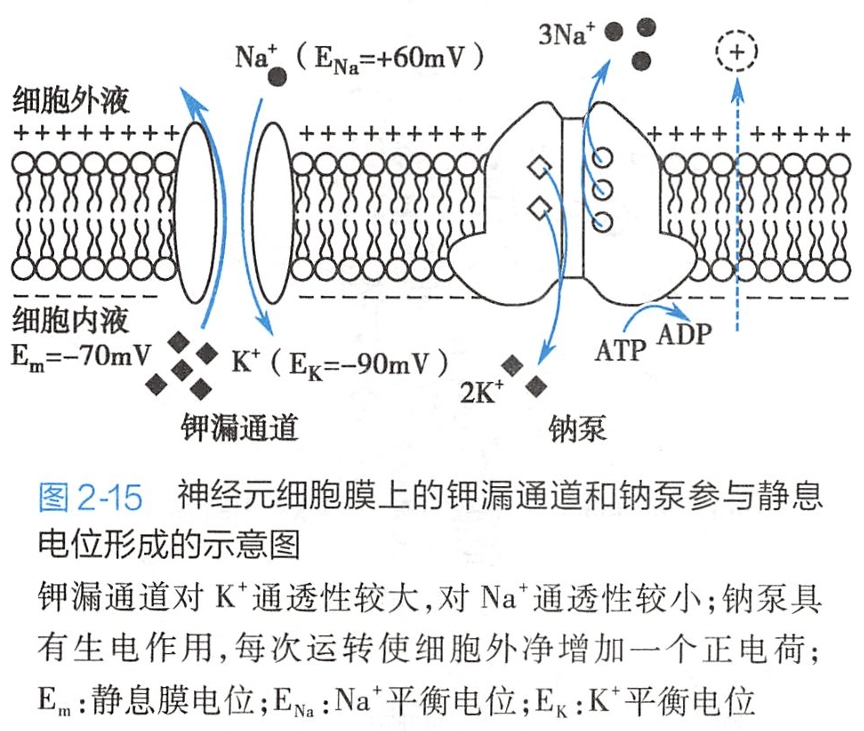 3Na⁺
(+)
Na⁺ ( E_Na=+60mV )
细胞外液
+ + + + + + + + + + + + + + + + + + + + + + + + + + + + +
细胞内液
E_m=−70mV
K⁺ ( E_K=−90mV )
ATP
ADP
2K⁺
钾漏通道
钠泵
图 2-15 神经元细胞膜上的钾漏通道和钠泵参与静息
电位形成的示意图
钾漏通道对 K⁺通透性较大,对 Na⁺通透性较小;钠泵具
有生电作用,每次运转使细胞外净增加一个正电荷;
E_m:静息膜电位;E_Na:Na⁺平衡电位;E_K:K⁺平衡电位